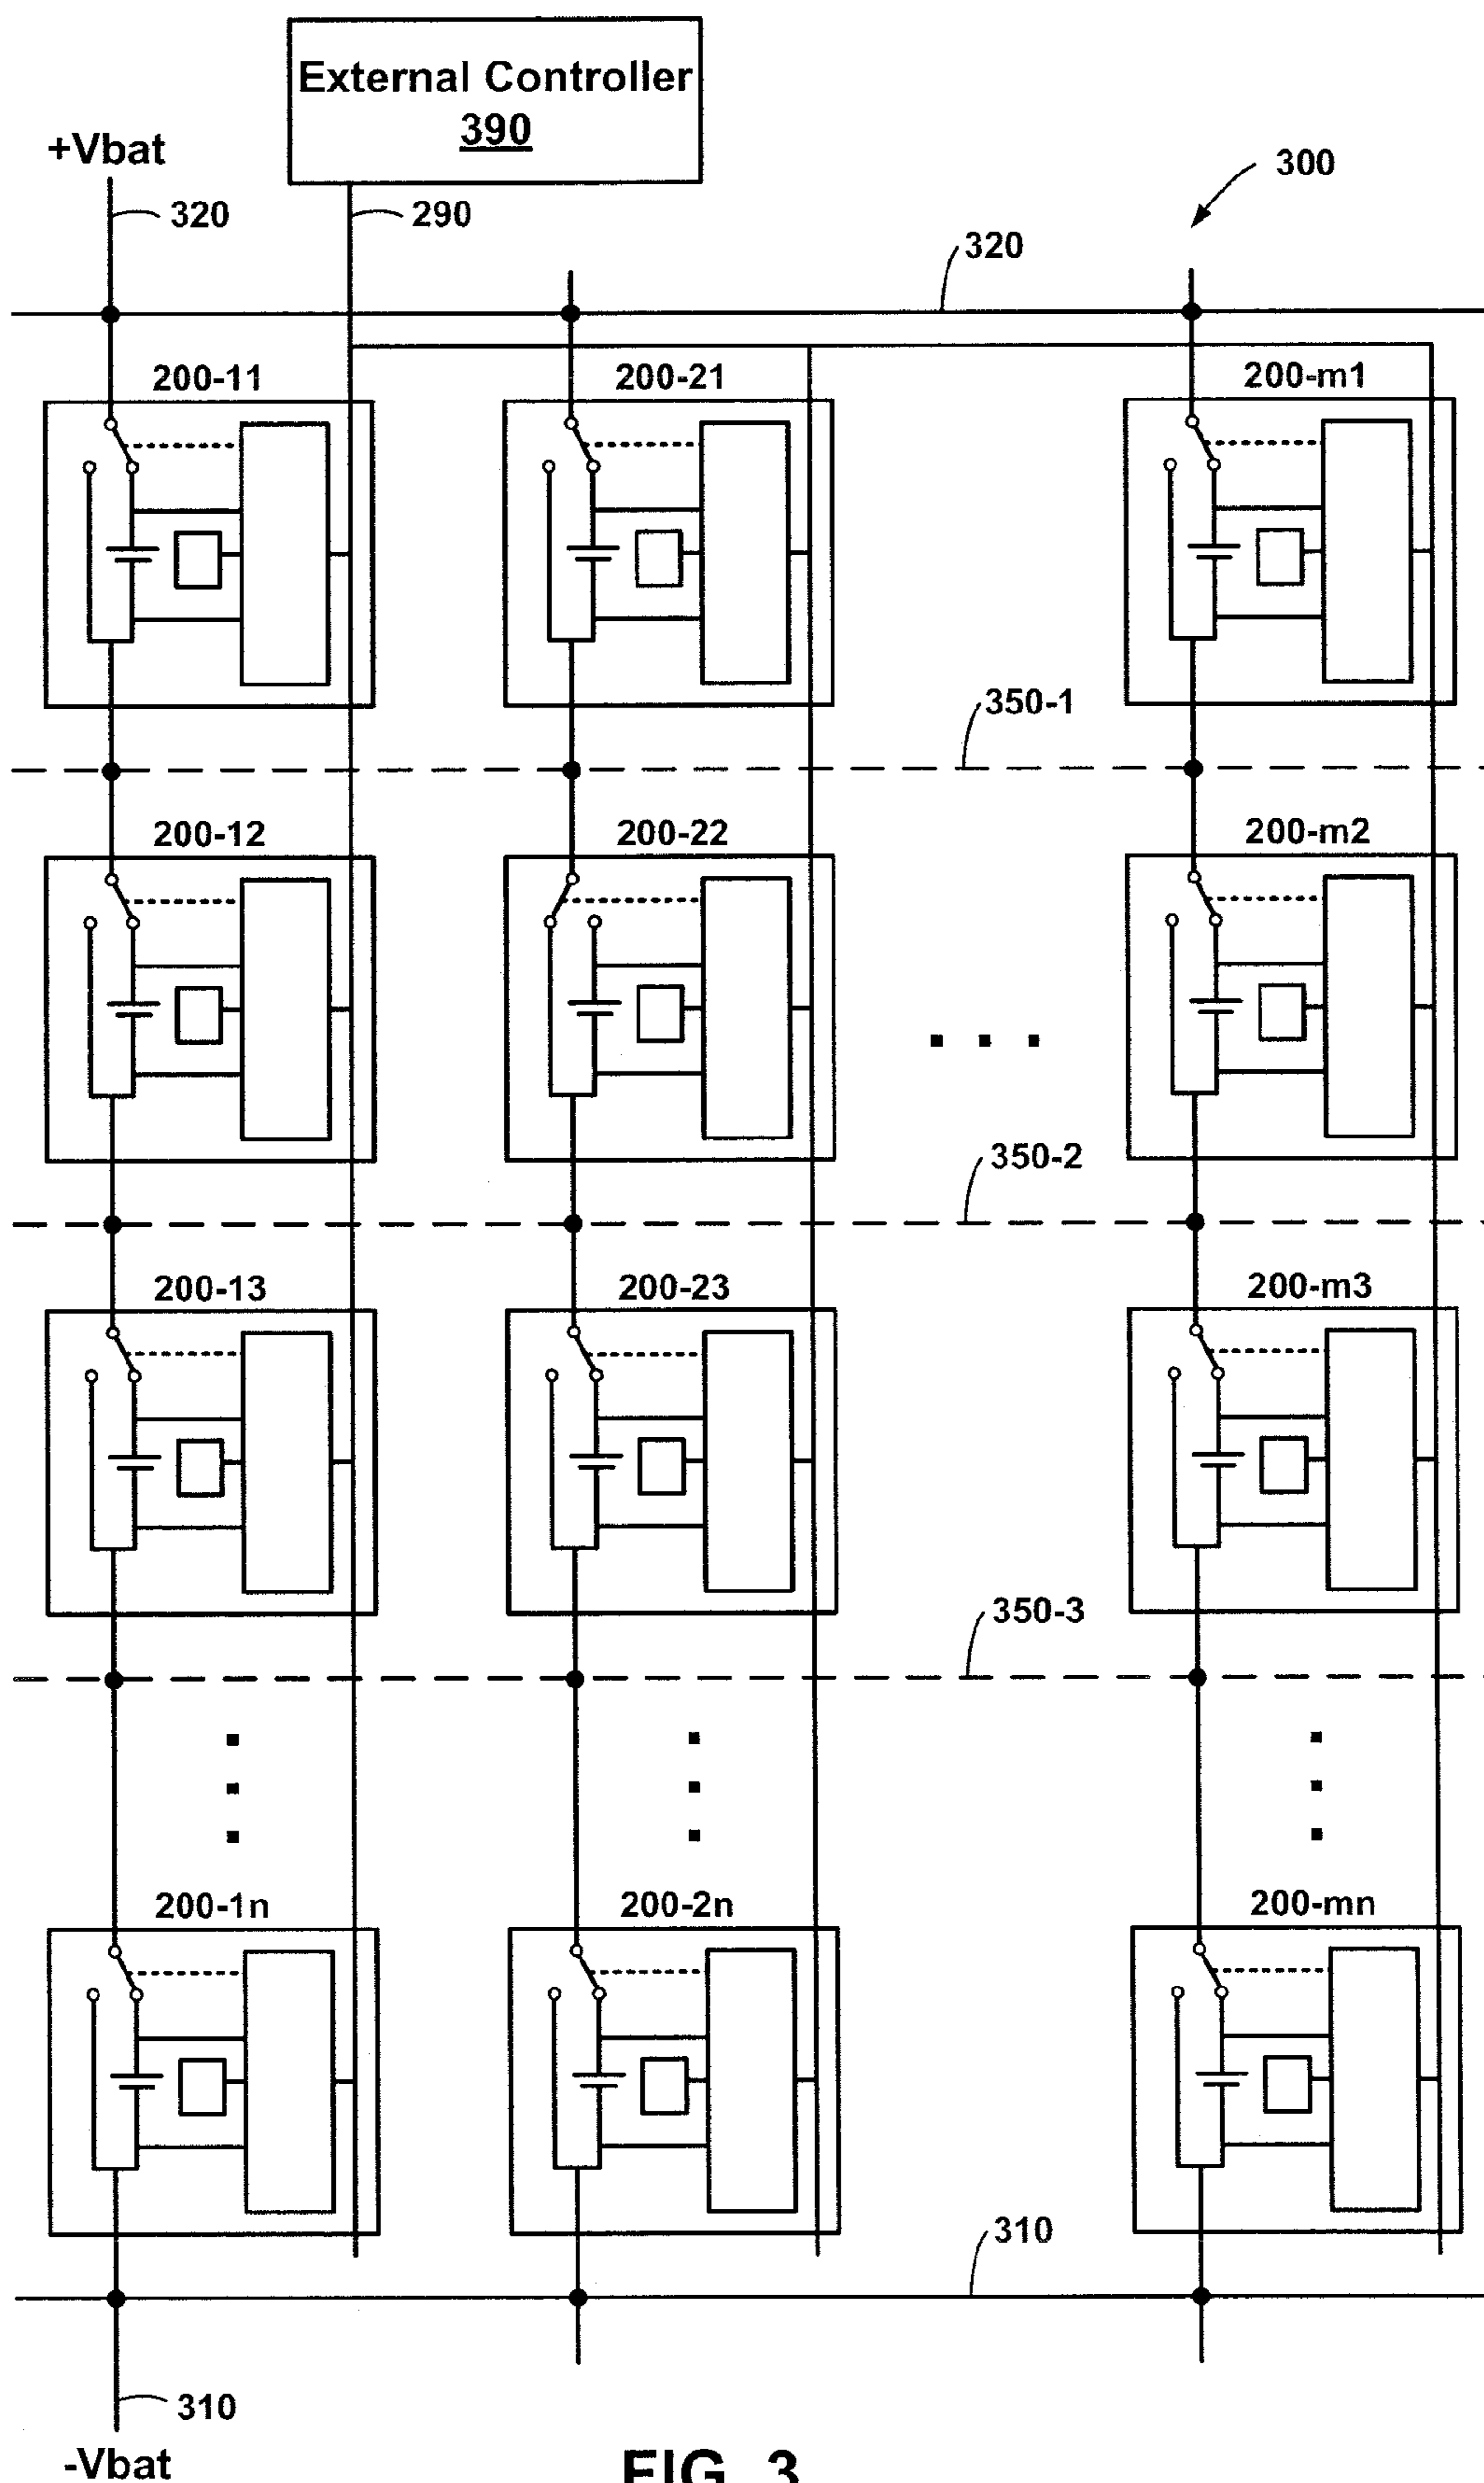 External Controller
390
+Vbat
300
320
290
320
200-11
200-21
200-m1
350-1
200-12
200-22
200-m2
350-2
200-13
200-23
200-m3
350-3
200-1n
200-2n
200-mn
310
310
-Vbat
FIG. 3